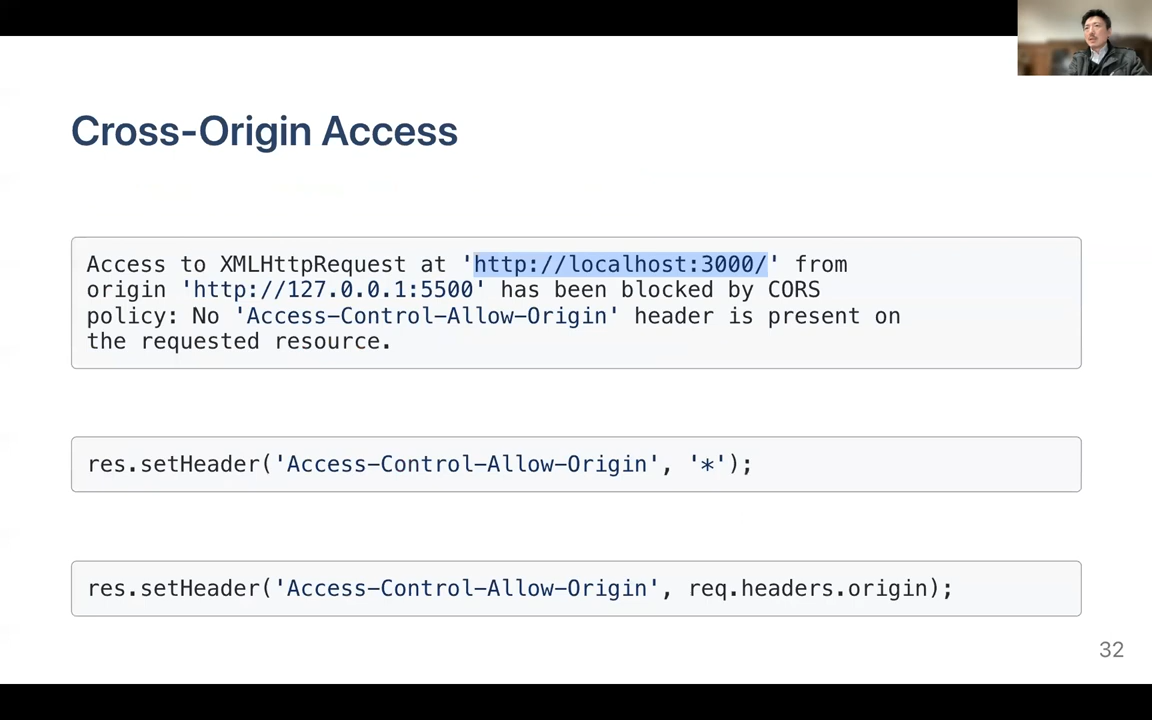 Cross-Origin Access
Access to XMLHttpRequest at 'http://localhost:3000/' from
origin 'http://127.0.0.1:5500' has been blocked by CORS
policy: No 'Access-Control-Allow-Origin' header is present on
the requested resource.
res.setHeader('Access-Control-Allow-Origin', '*');
res.setHeader('Access-Control-Allow-Origin', req.headers.origin);
32